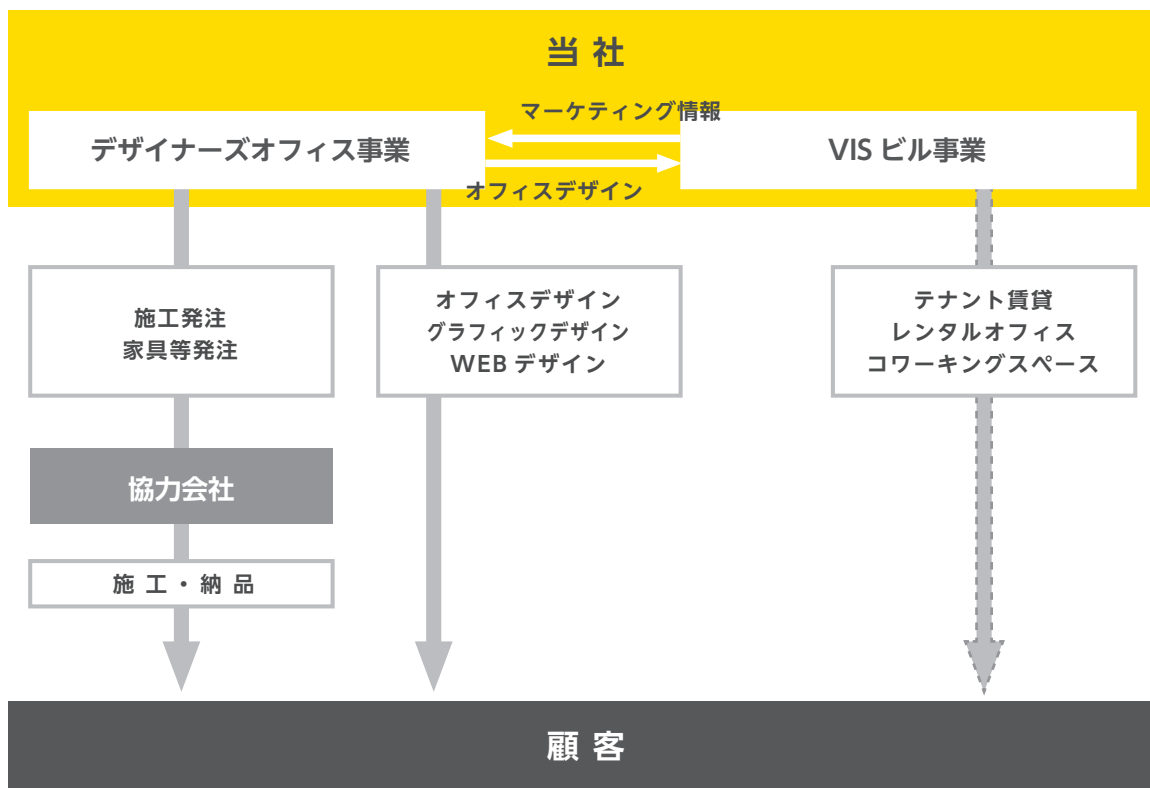 当 社
マーケティング情報
デザイナーズオフィス事業
VIS ビル事業
オフィスデザイン
施工発注
家具等発注
オフィスデザイン
グラフィックデザイン
WEB デザイン
テナント賃貸
レンタルオフィス
コワーキングスペース
協力会社
施 工 ・ 納 品
顧 客